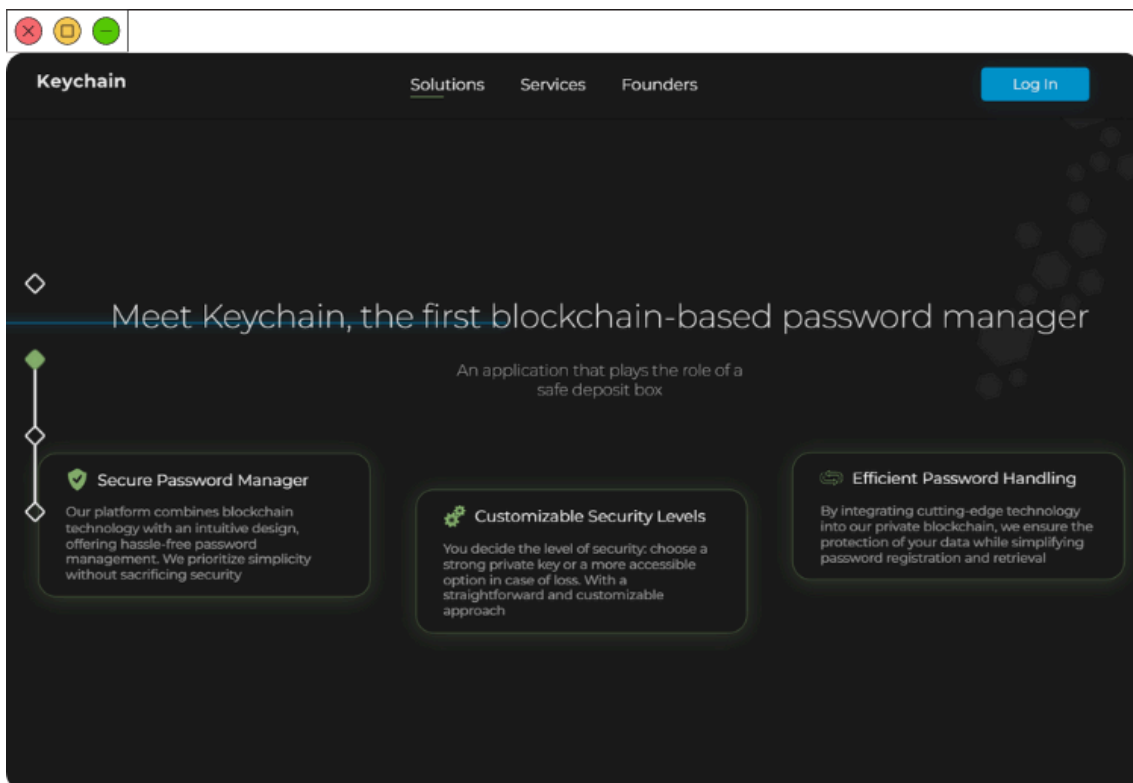 Keychain
Solutions
Services
Founders
Log In
Meet Keychain, the first blockchain-based password manager
An application that plays the role of a
safe deposit box
Secure Password Manager
Our platform combines blockchain
technology with an intuitive design,
offering hassle-free password
management. We prioritize simplicity
without sacrificing security
Customizable Security Levels
You decide the level of security: choose a
strong private key or a more accessible
option in case of loss. With a
straightforward and customizable
approach
Efficient Password Handling
By integrating cutting-edge technology
into our private blockchain, we ensure the
protection of your data while simplifying
password registration and retrieval